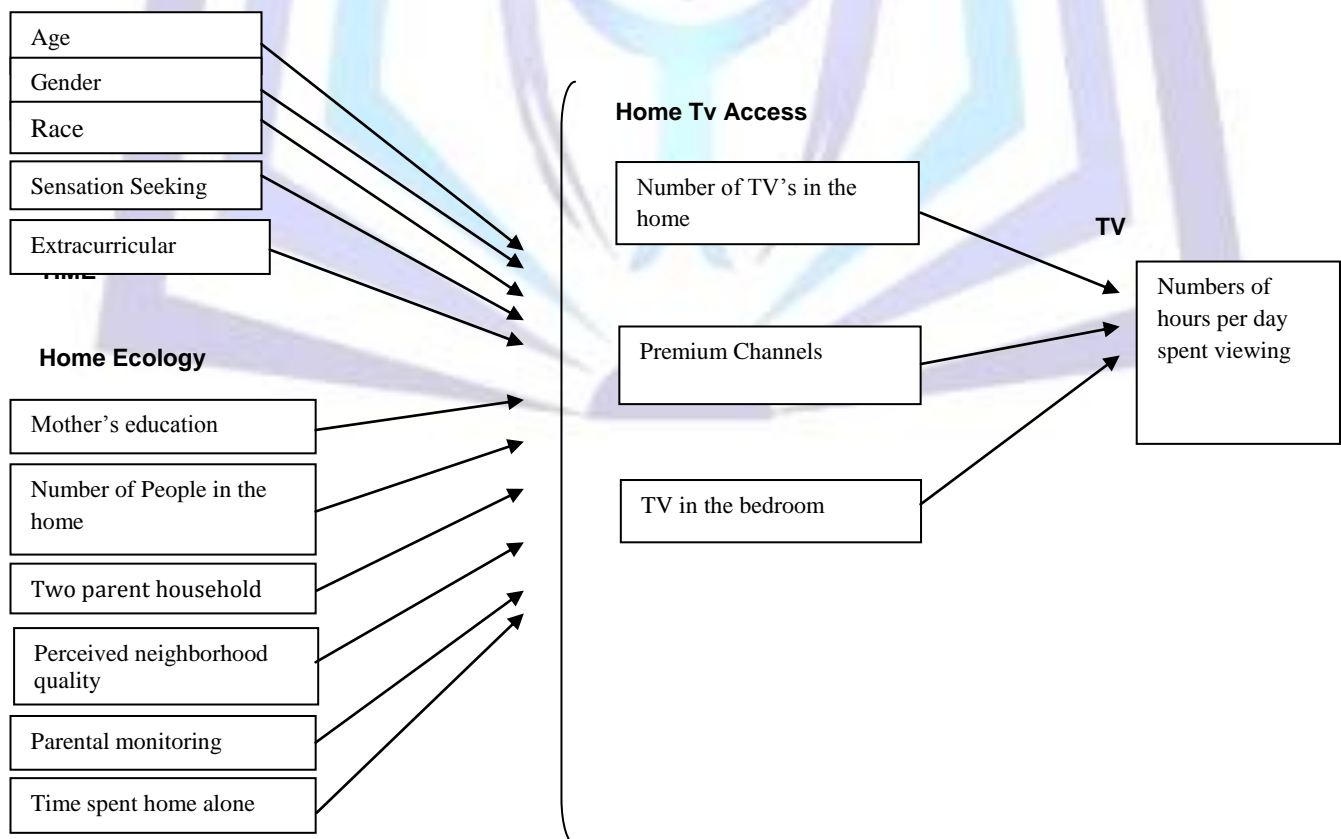 Age
Gender
Race
Sensation Seeking
Extracurricular
Home Ecology
Mother's education
Number of People in the
home
Two parent household
Perceived neighborhood
quality
Parental monitoring
Time spent home alone
Home Tv Access
Number of TV's in the
home
Premium Channels
TV in the bedroom
TV
Numbers of
hours per day
spent viewing